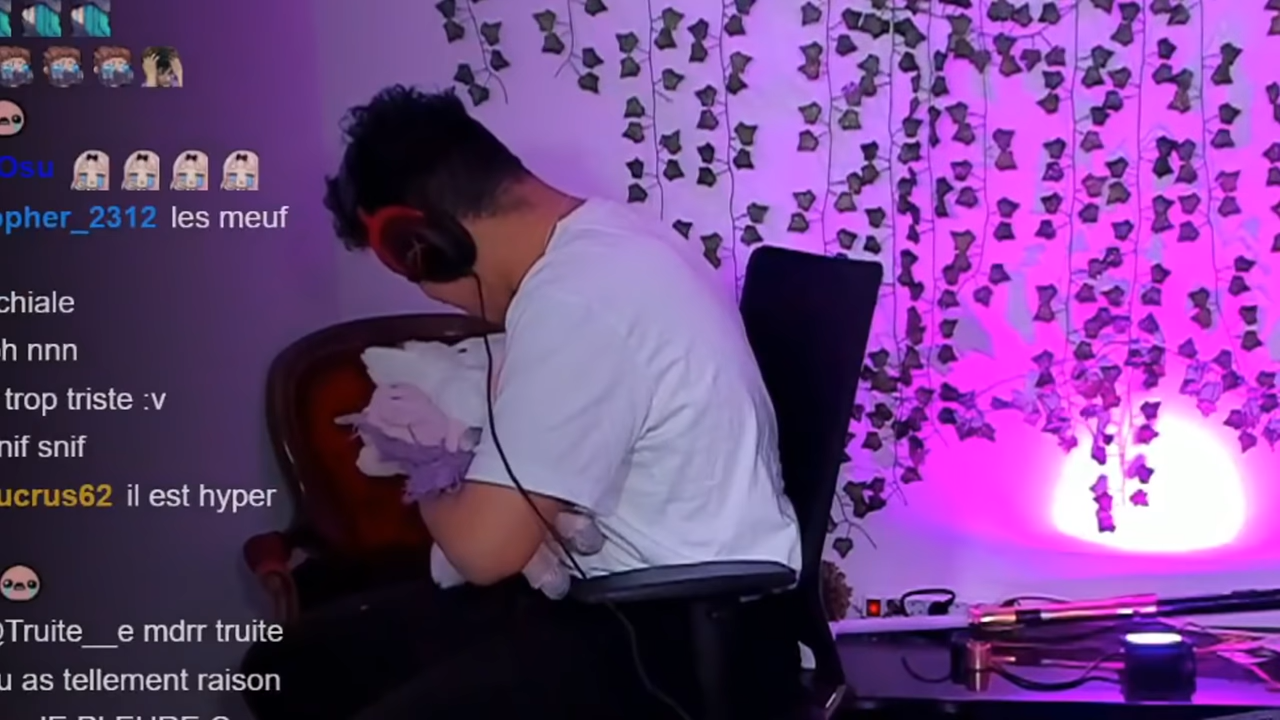 Osu
opher_2312 les meuf
chiale
h nnn
trop triste :v
nif snif
ucrus62 il est hyper
@Truite__e mdrr truite
u as tellement raison